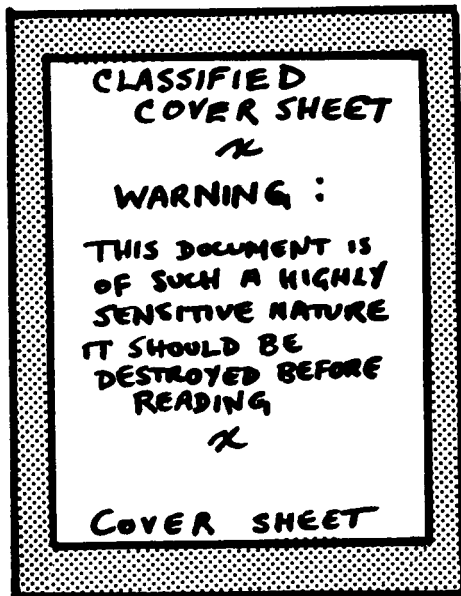 CLASSIFIED
COVER SHEET
x
WARNING :
THIS DOCUMENT IS
OF SUCH A HIGHLY
SENSITIVE NATURE
IT SHOULD BE
DESTROYED BEFORE
READING
x
COVER SHEET